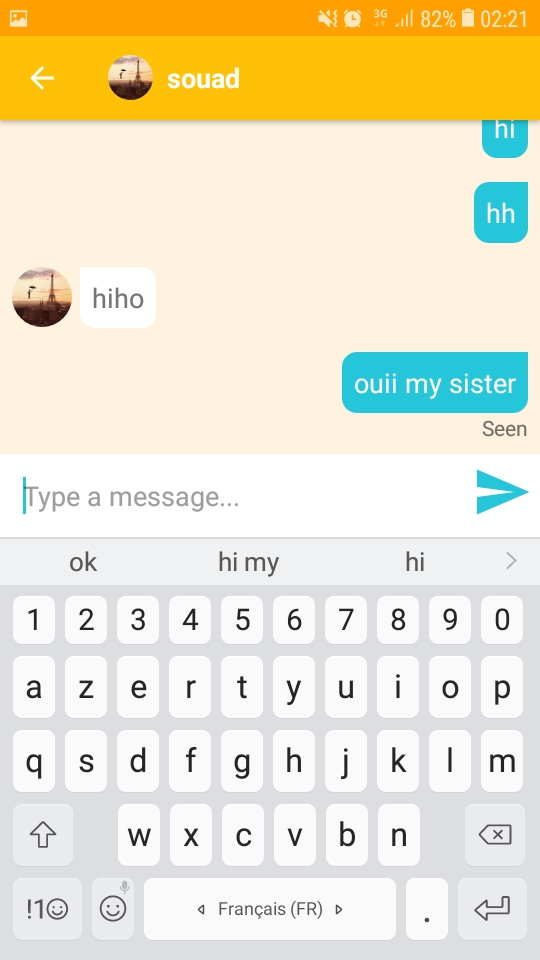 3G 82% 02:21
souad
hi
hh
hiho
ouii my sister
Seen
Type a message...
ok hi my hi
1 2 3 4 5 6 7 8 9 0
a z e r t y u i o p
q s d f g h j k l m
w x c v b n
!1☺ Français (FR) .